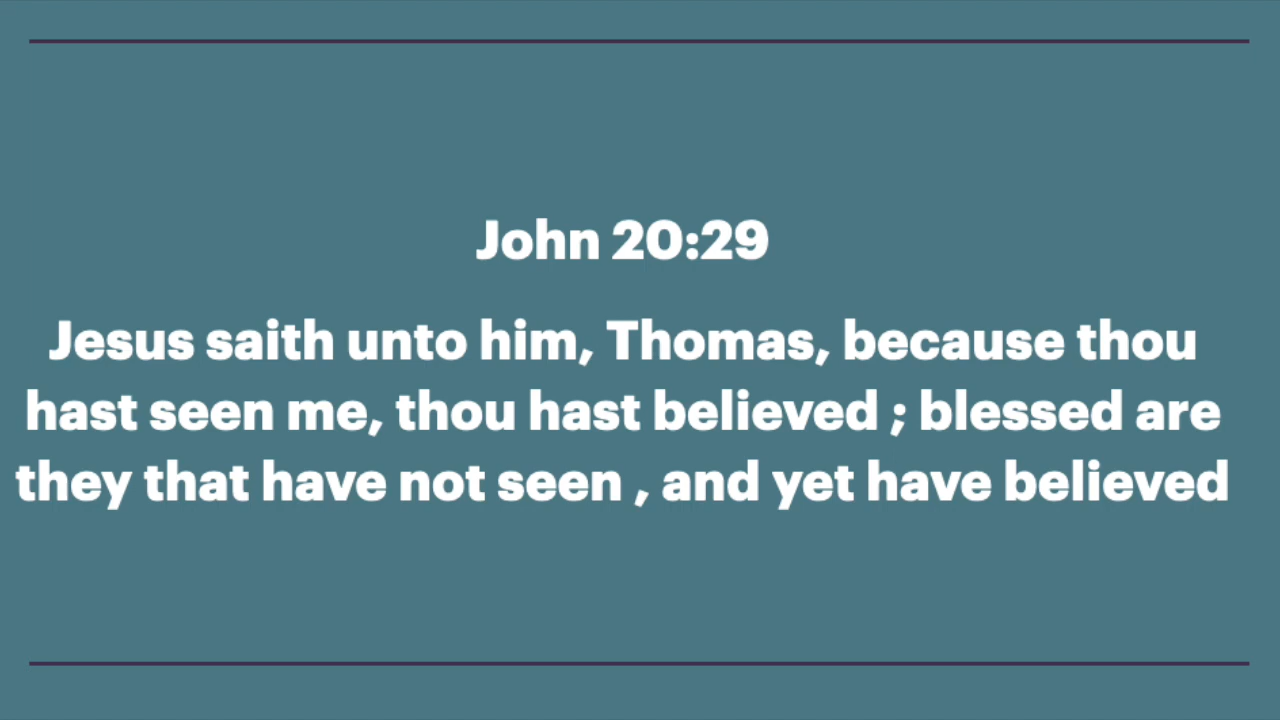 John 20:29
Jesus saith unto him, Thomas, because thou
hast seen me, thou hast believed ; blessed are
they that have not seen , and yet have believed